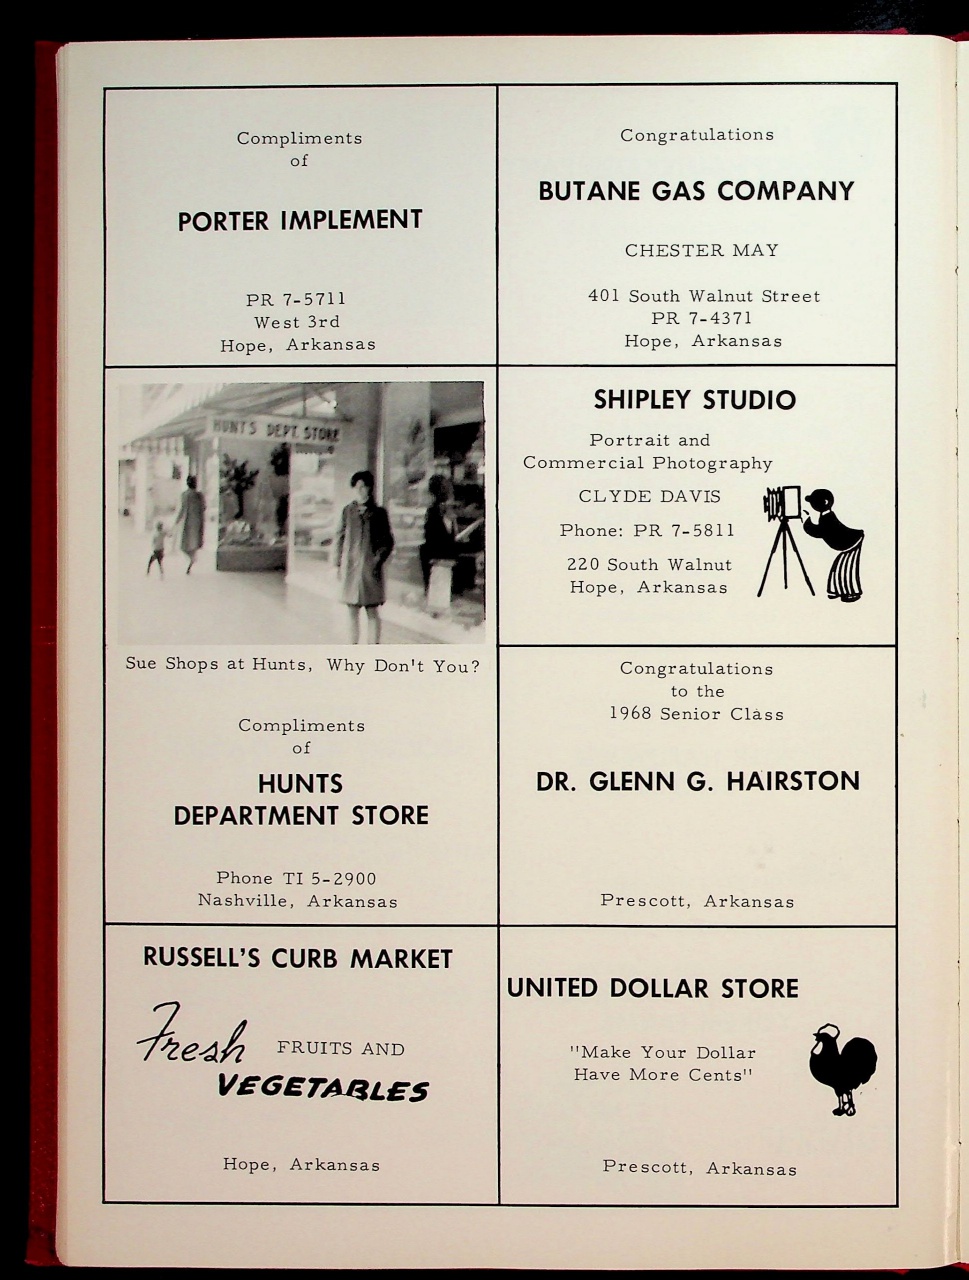 Compliments
of
PORTER IMPLEMENT
PR 7-5711
West 3rd
Hope, Arkansas
Congratulations
BUTANE GAS COMPANY
CHESTER MAY
401 South Walnut Street
PR 7-4371
Hope, Arkansas
HUNT'S DEPT. STORE
Sue Shops at Hunts, Why Don't You?
Compliments
of
HUNTS
DEPARTMENT STORE
Phone TI 5-2900
Nashville, Arkansas
SHIPLEY STUDIO
Portrait and
Commercial Photography
CLYDE DAVIS
Phone: PR 7-5811
220 South Walnut
Hope, Arkansas
Congratulations
to the
1968 Senior Class
DR. GLENN G. HAIRSTON
Prescott, Arkansas
RUSSELL'S CURB MARKET
Fresh FRUITS AND
VEGETABLES
Hope, Arkansas
UNITED DOLLAR STORE
"Make Your Dollar
Have More Cents"
Prescott, Arkansas